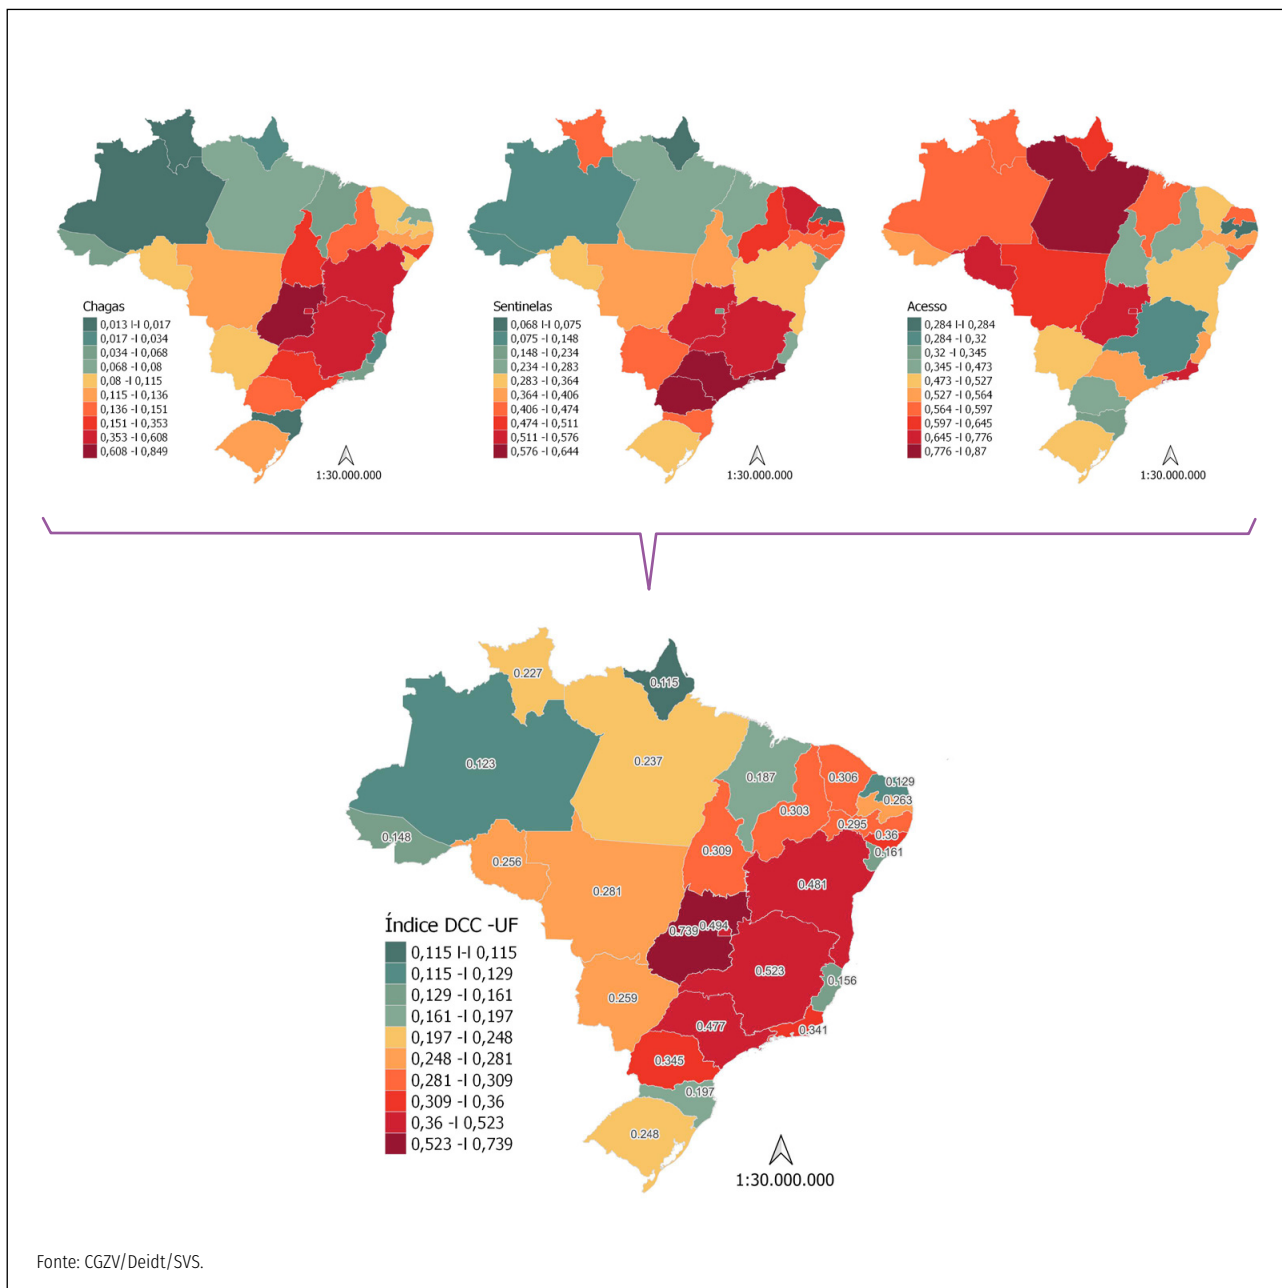 Chagas
0,013 I-I 0,017
0,017 -I 0,034
0,034 -I 0,068
0,068 -I 0,08
0,08 -I 0,115
0,115 -I 0,136
0,136 -I 0,151
0,151 -I 0,353
0,353 -I 0,608
0,608 -I 0,849
1:30.000.000
Sentinelas
0,068 I-I 0,075
0,075 -I 0,148
0,148 -I 0,234
0,234 -I 0,283
0,283 -I 0,364
0,364 -I 0,406
0,406 -I 0,474
0,474 -I 0,511
0,511 -I 0,576
0,576 -I 0,644
1:30.000.000
Acesso
0,284 I-I 0,284
0,284 -I 0,32
0,32 -I 0,345
0,345 -I 0,473
0,473 -I 0,527
0,527 -I 0,564
0,564 -I 0,597
0,597 -I 0,645
0,645 -I 0,776
0,776 -I 0,87
1:30.000.000
0.227
0.115
0.123
0.237
0.187
0.306
0.129
0.263
0.303
0.295
0.36
0.148
0.256
0.309
0.161
0.281
0.481
0.739
0.494
0.523
0.156
0.259
0.477
0.341
0.345
0.197
0.248
Índice DCC -UF
0,115 I-I 0,115
0,115 -I 0,129
0,129 -I 0,161
0,161 -I 0,197
0,197 -I 0,248
0,248 -I 0,281
0,281 -I 0,309
0,309 -I 0,36
0,36 -I 0,523
0,523 -I 0,739
1:30.000.000
Fonte: CGZV/Deidt/SVS.